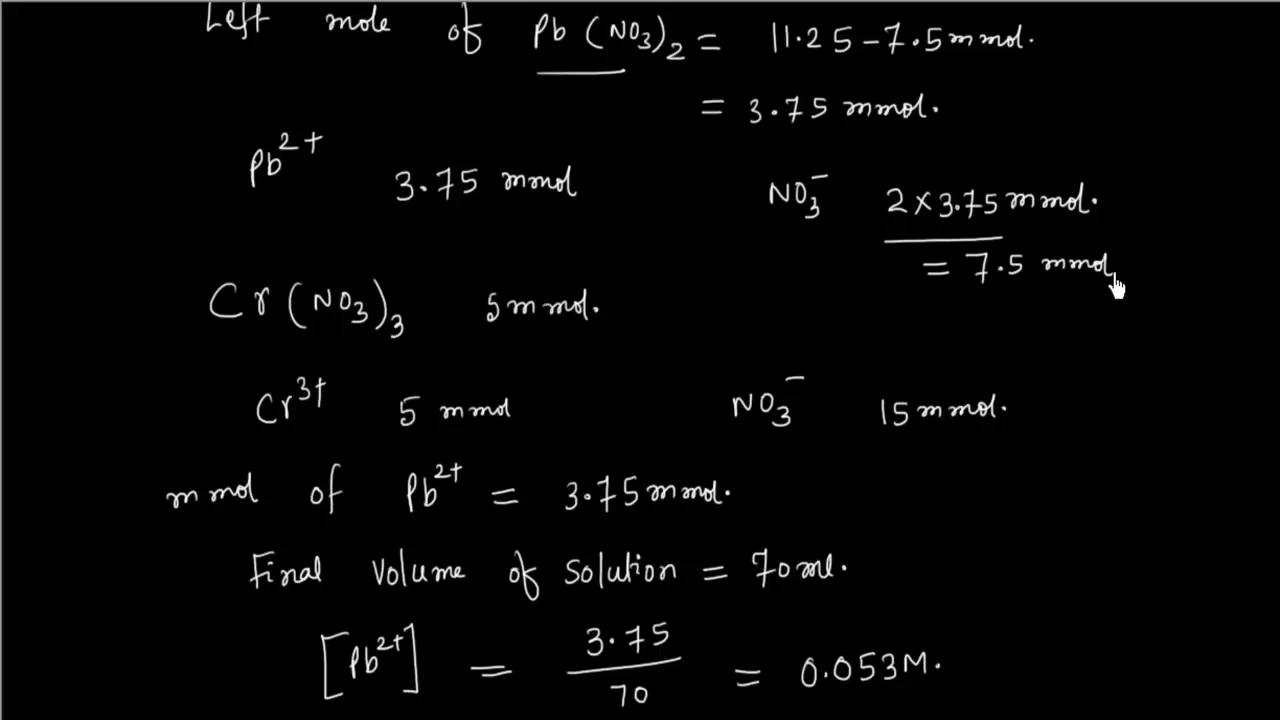 Left mole of Pb(NO₃)₂ = 11.25 - 7.5 mmol.
= 3.75 mmol.
Pb²⁺ 3.75 mmol NO₃⁻ 2 × 3.75 mmol.
= 7.5 mmol
Cr(NO₃)₃ 5 mmol.
Cr³⁺ 5 mmol NO₃⁻ 15 mmol.
mmol of Pb²⁺ = 3.75 mmol.
Final Volume of Solution = 70 ml.
[Pb²⁺] = 3.75/70 = 0.053M.